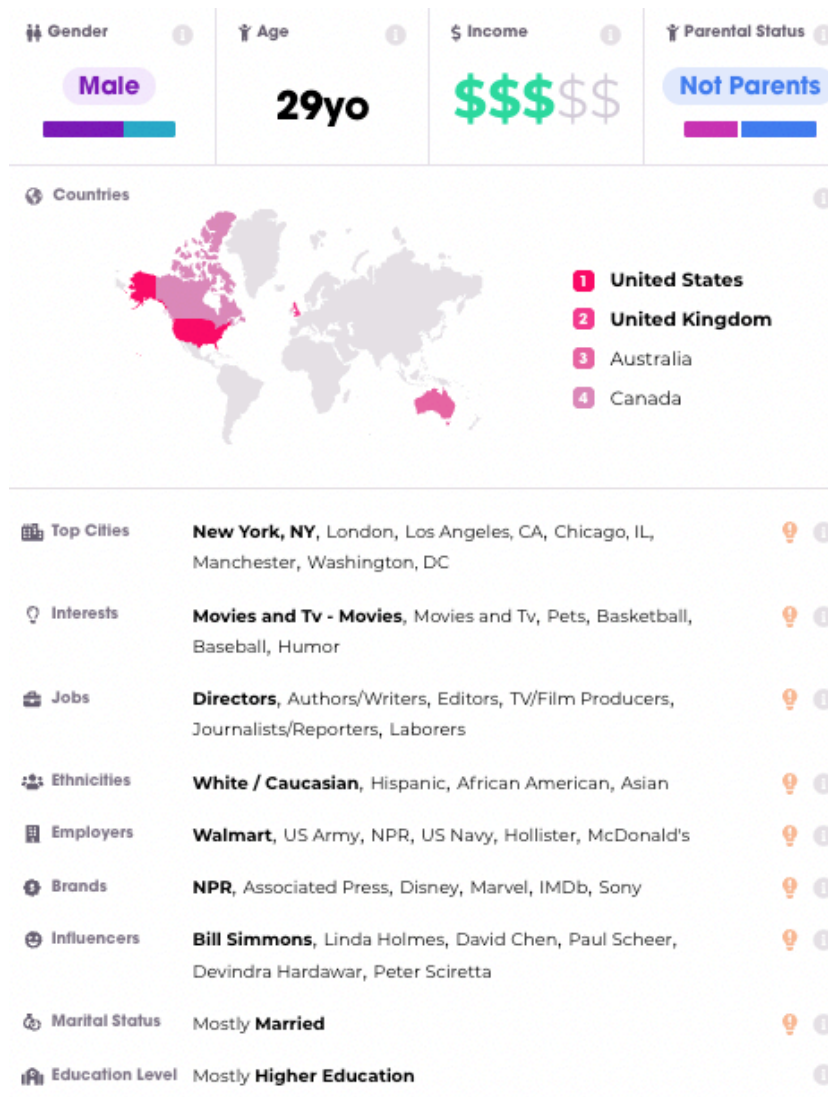 Gender
Age
$ Income
Parental Status
Male
29yo
$$$$$
Not Parents
Countries
1 United States
2 United Kingdom
3 Australia
4 Canada
Top Cities
New York, NY, London, Los Angeles, CA, Chicago, IL,
Manchester, Washington, DC
Interests
Movies and Tv - Movies, Movies and Tv, Pets, Basketball,
Baseball, Humor
Jobs
Directors, Authors/Writers, Editors, TV/Film Producers,
Journalists/Reporters, Laborers
Ethnicities
White / Caucasian, Hispanic, African American, Asian
Employers
Walmart, US Army, NPR, US Navy, Hollister, McDonald's
Brands
NPR, Associated Press, Disney, Marvel, IMDb, Sony
Influencers
Bill Simmons, Linda Holmes, David Chen, Paul Scheer,
Devindra Hardawar, Peter Sciretta
Marital Status
Mostly Married
Education Level
Mostly Higher Education